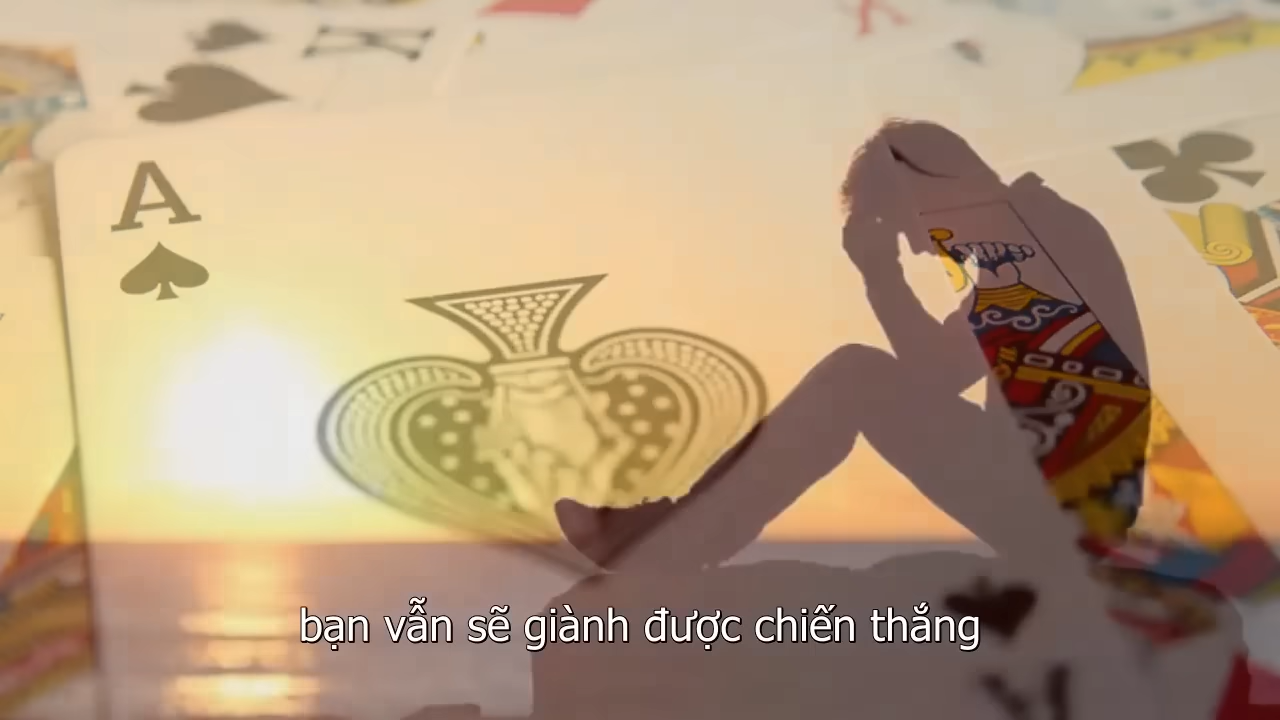 A
bạn vẫn sẽ giành được chiến thắng